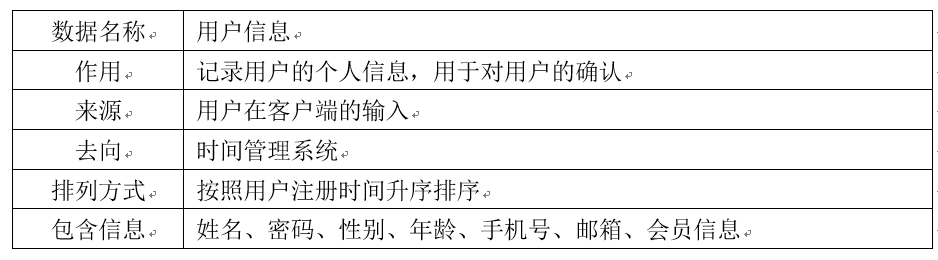 数据名称 用户信息
作用 记录用户的个人信息，用于对用户的确认
来源 用户在客户端的输入
去向 时间管理系统
排列方式 按照用户注册时间升序排序
包含信息 姓名、密码、性别、年龄、手机号、邮箱、会员信息